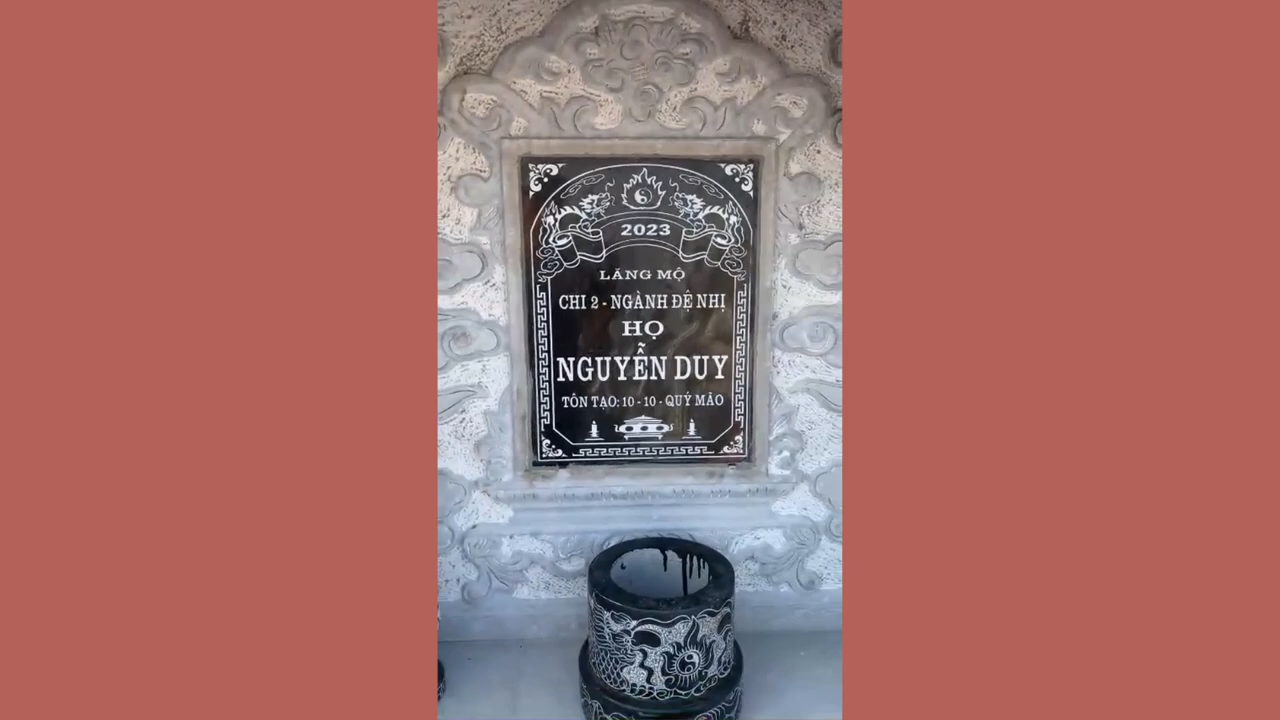 2023
LĂNG MỘ
CHI 2 - NGÀNH ĐỆ NHỊ
HỌ
NGUYỄN DUY
TÔN TẠO: 10 - 10 - QUÝ MÃO